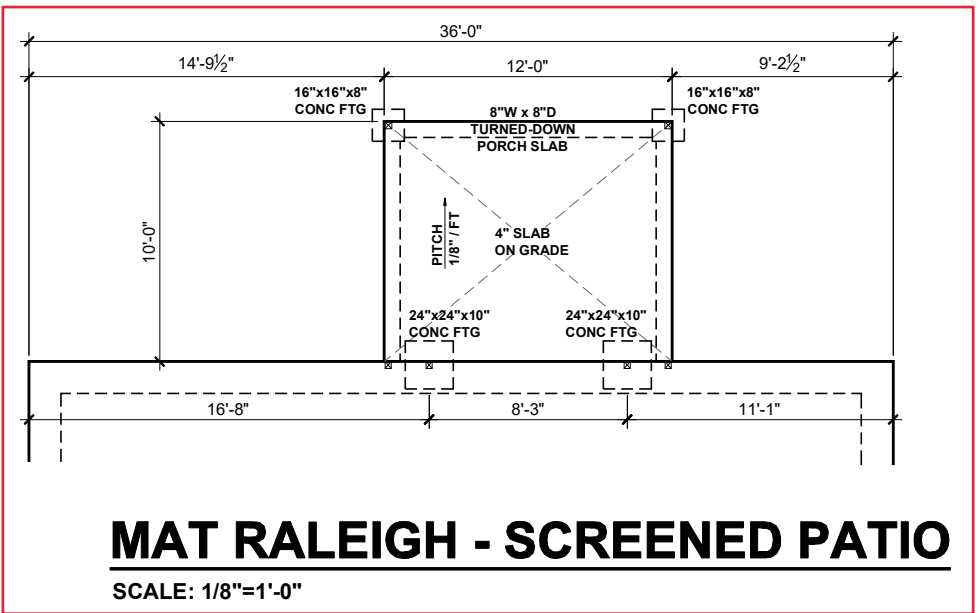 36'-0"
14'-9½"
12'-0"
9'-2½"
16"x16"x8"
CONC FTG
8"W x 8"D
TURNED-DOWN
PORCH SLAB
16"x16"x8"
CONC FTG
10'-0"
PITCH
1/8" / FT
4" SLAB
ON GRADE
24"x24"x10"
CONC FTG
24"x24"x10"
CONC FTG
16'-8"
8'-3"
11'-1"
MAT RALEIGH - SCREENED PATIO
SCALE: 1/8"=1'-0"